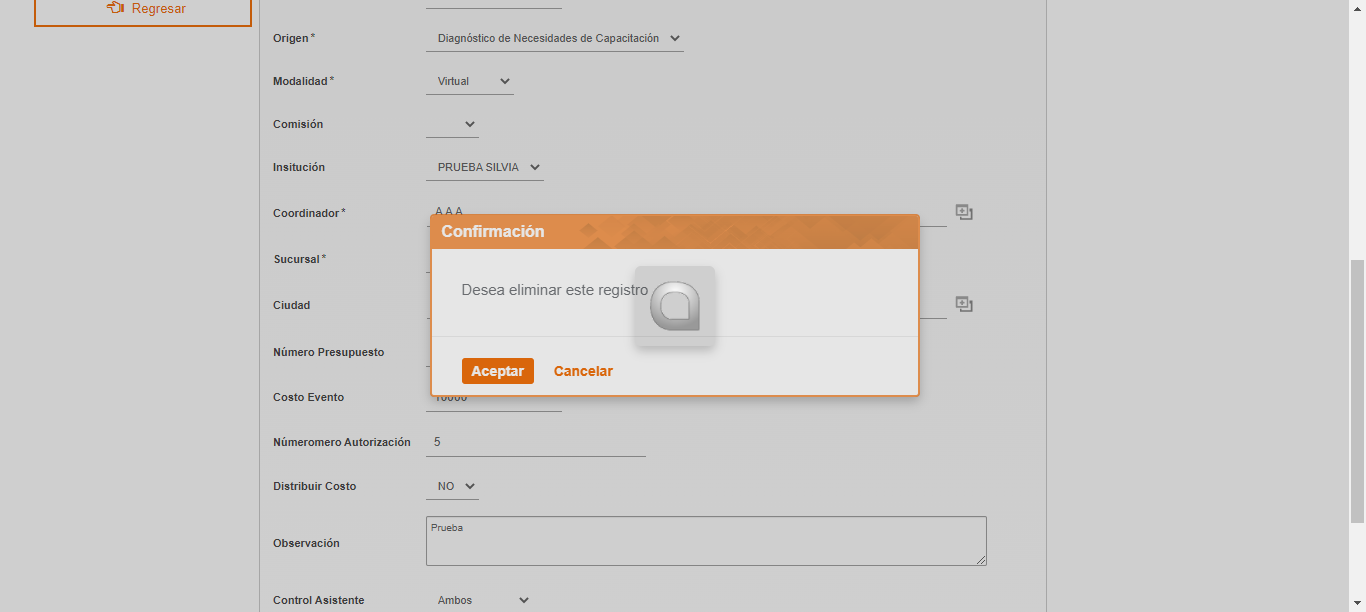 Regresar
Origen*
Diagnóstico de Necesidades de Capacitación
Modalidad*
Virtual
Comisión
Insitución
PRUEBA SILVIA
Coordinador*
A A A
Confirmación
Sucursal*
Desea eliminar este registro
Ciudad
Número Presupuesto
Aceptar Cancelar
Costo Evento
10000
Númeromero Autorización
5
Distribuir Costo
NO
Observación
Prueba
Control Asistente
Ambos